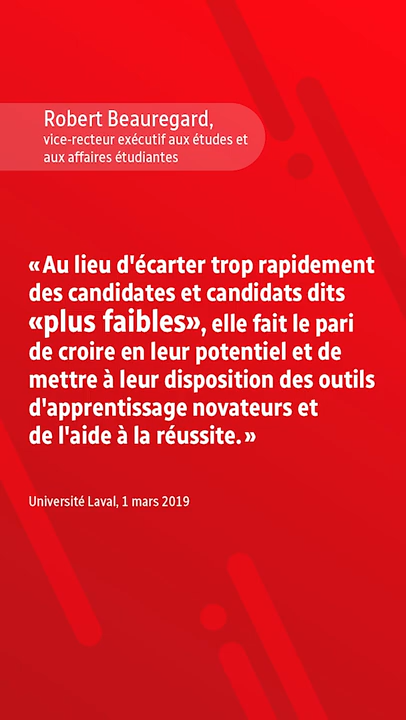 Robert Beauregard,
vice-recteur exécutif aux études et
aux affaires étudiantes
«Au lieu d'écarter trop rapidement
des candidates et candidats dits
«plus faibles», elle fait le pari
de croire en leur potentiel et de
mettre à leur disposition des outils
d'apprentissage novateurs et
de l'aide à la réussite.»
Université Laval, 1 mars 2019